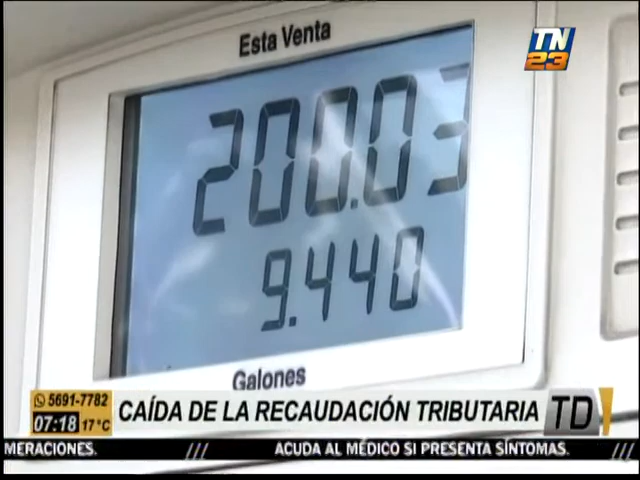 Esta Venta
TN
23
200.03
9.440
Galones
5691-7782
07:18 17°C
CAÍDA DE LA RECAUDACIÓN TRIBUTARIA
TD
MERACIONES. /// ACUDA AL MÉDICO SI PRESENTA SÍNTOMAS. ///